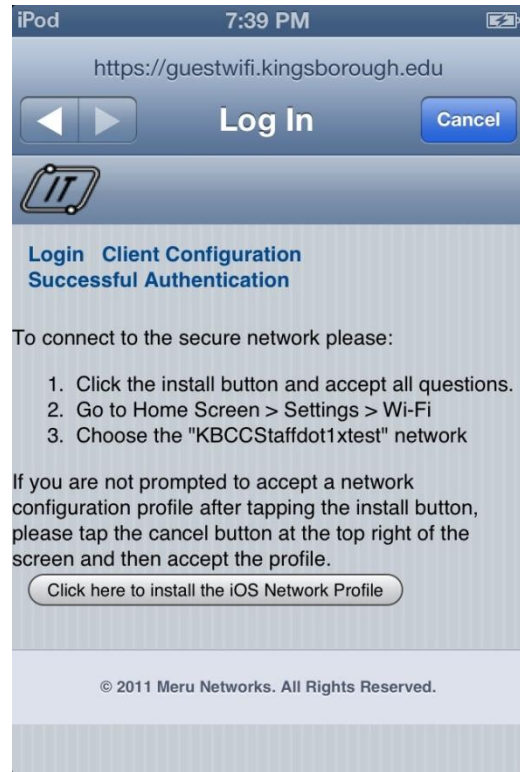 iPod 7:39 PM
https://guestwifi.kingsborough.edu
Log In Cancel
IT
Login Client Configuration
Successful Authentication
To connect to the secure network please:
1. Click the install button and accept all questions.
2. Go to Home Screen > Settings > Wi-Fi
3. Choose the "KBCCStaffdot1xtest" network
If you are not prompted to accept a network
configuration profile after tapping the install button,
please tap the cancel button at the top right of the
screen and then accept the profile.
Click here to install the iOS Network Profile
© 2011 Meru Networks. All Rights Reserved.